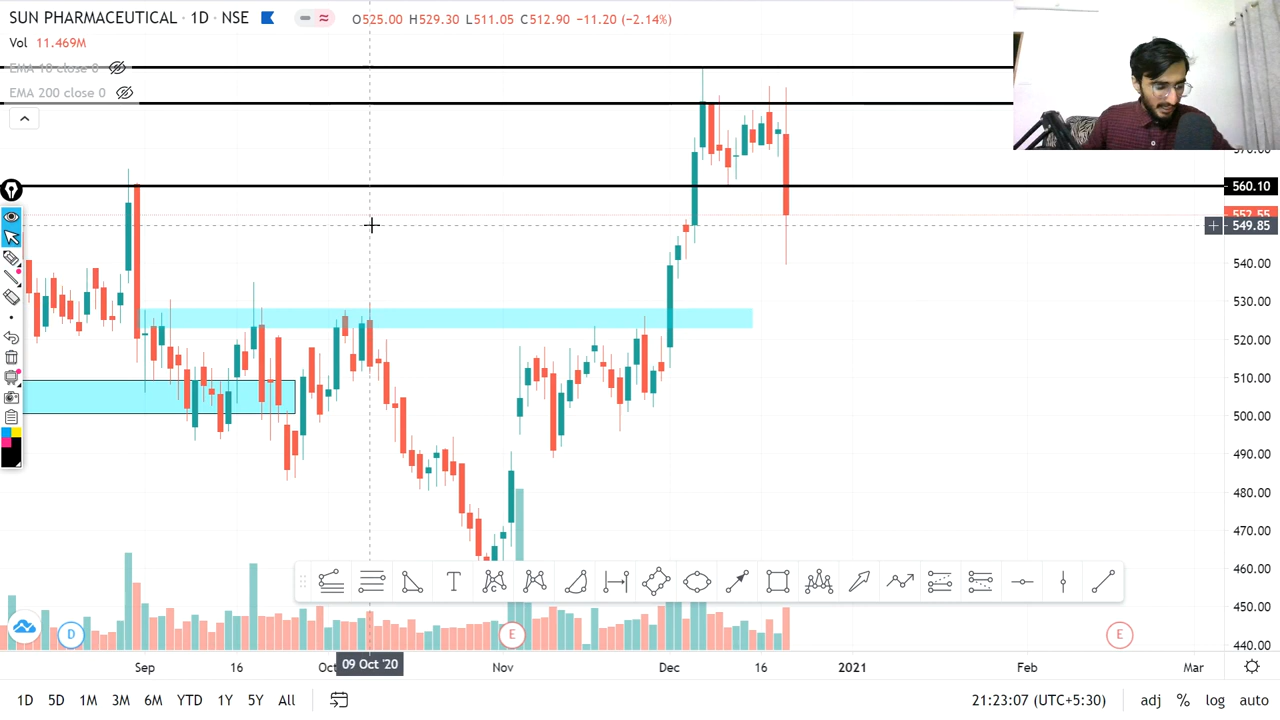 SUN PHARMACEUTICAL · 1D · NSE O525.00 H529.30 L511.05 C512.90 −11.20 (−2.14%)
Vol 11.469M
EMA 10 close 0
EMA 200 close 0
570.00
560.10
552.55
549.85
540.00
530.00
520.00
510.00
500.00
490.00
480.00
470.00
460.00
450.00
440.00
T
C
D
E
E
Sep 16 Oct 09 Oct '20 Nov Dec 16 2021 Feb Mar
1D 5D 1M 3M 6M YTD 1Y 5Y All 21:23:07 (UTC+5:30) adj % log auto